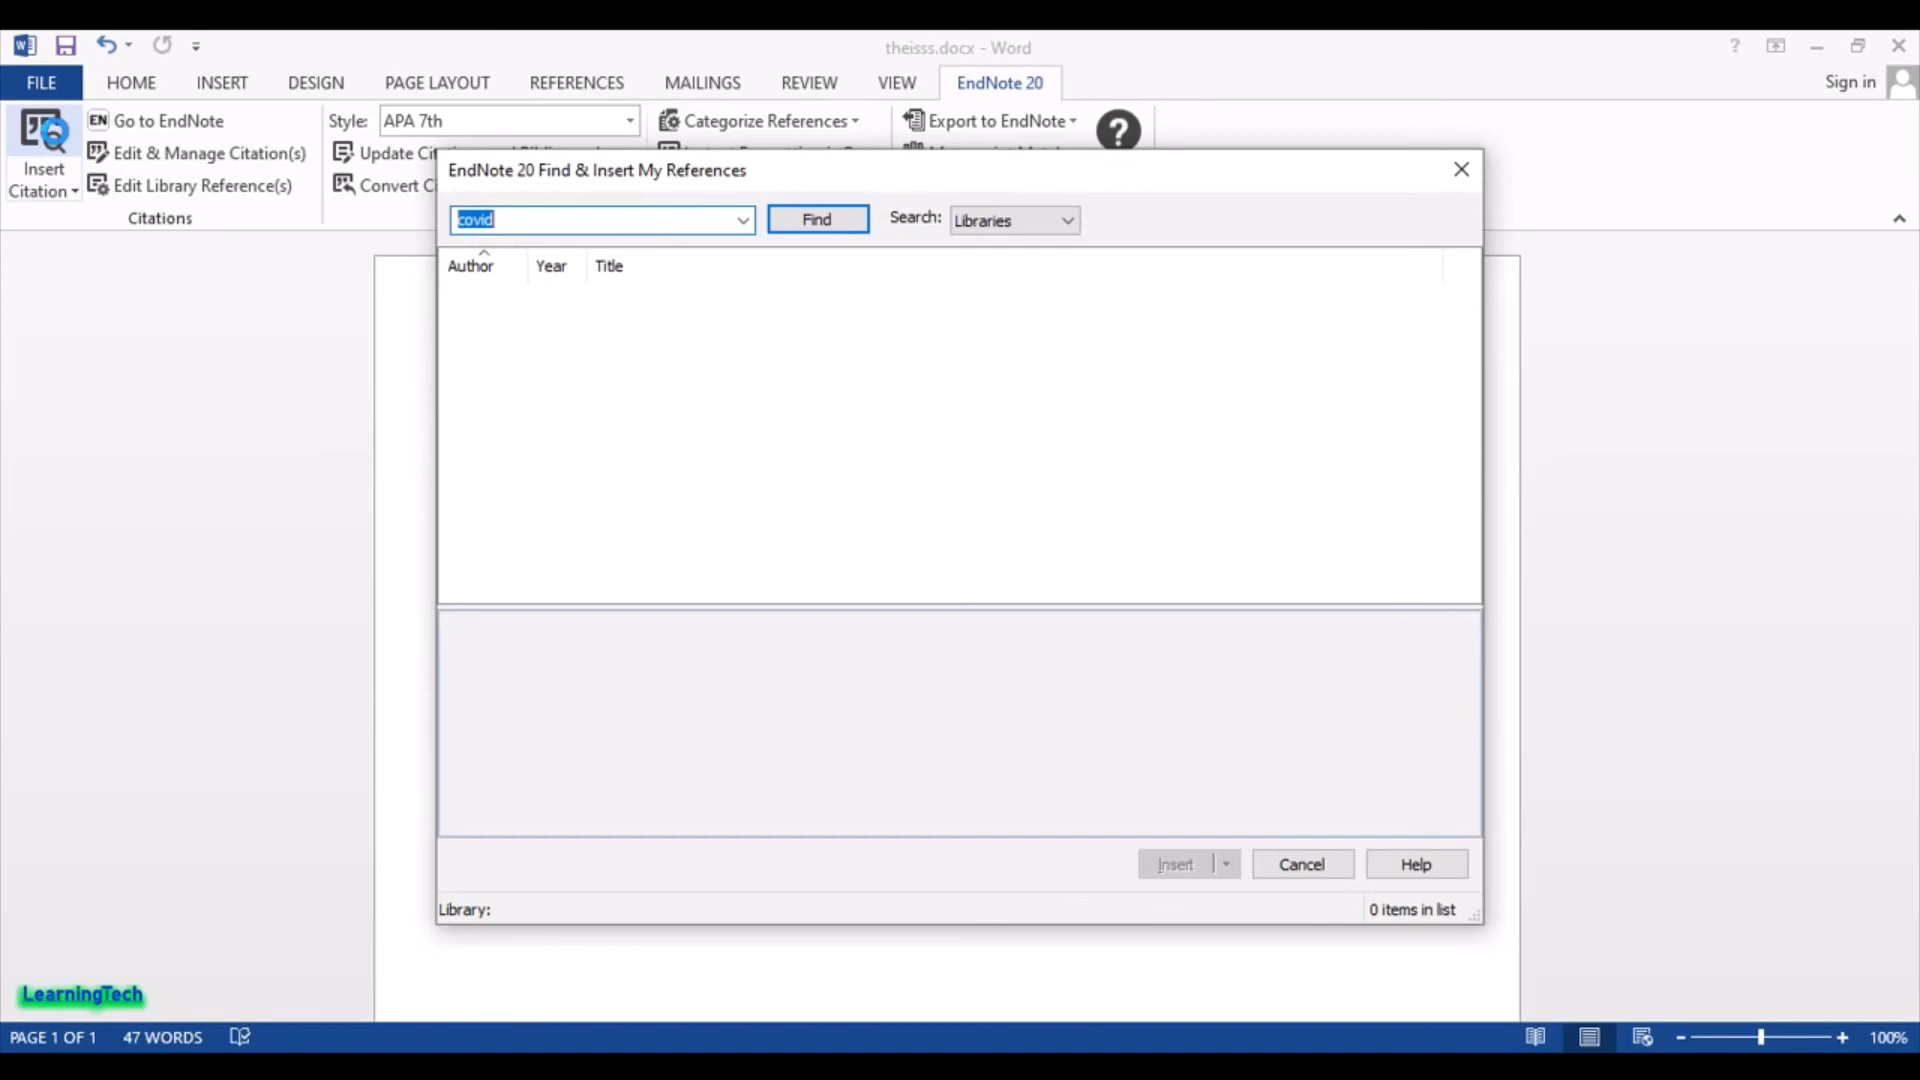 theisss.docx - Word
FILE HOME INSERT DESIGN PAGE LAYOUT REFERENCES MAILINGS REVIEW VIEW EndNote 20 Sign in
EN Go to EndNote Style: APA 7th Categorize References Export to EndNote
Edit & Manage Citation(s) Update
Insert
Citation Edit Library Reference(s) Convert
Citations
EndNote 20 Find & Insert My References
covid Find Search: Libraries
Author Year Title
Insert Cancel Help
Library: 0 items in list
LearningTech
PAGE 1 OF 1 47 WORDS 100%